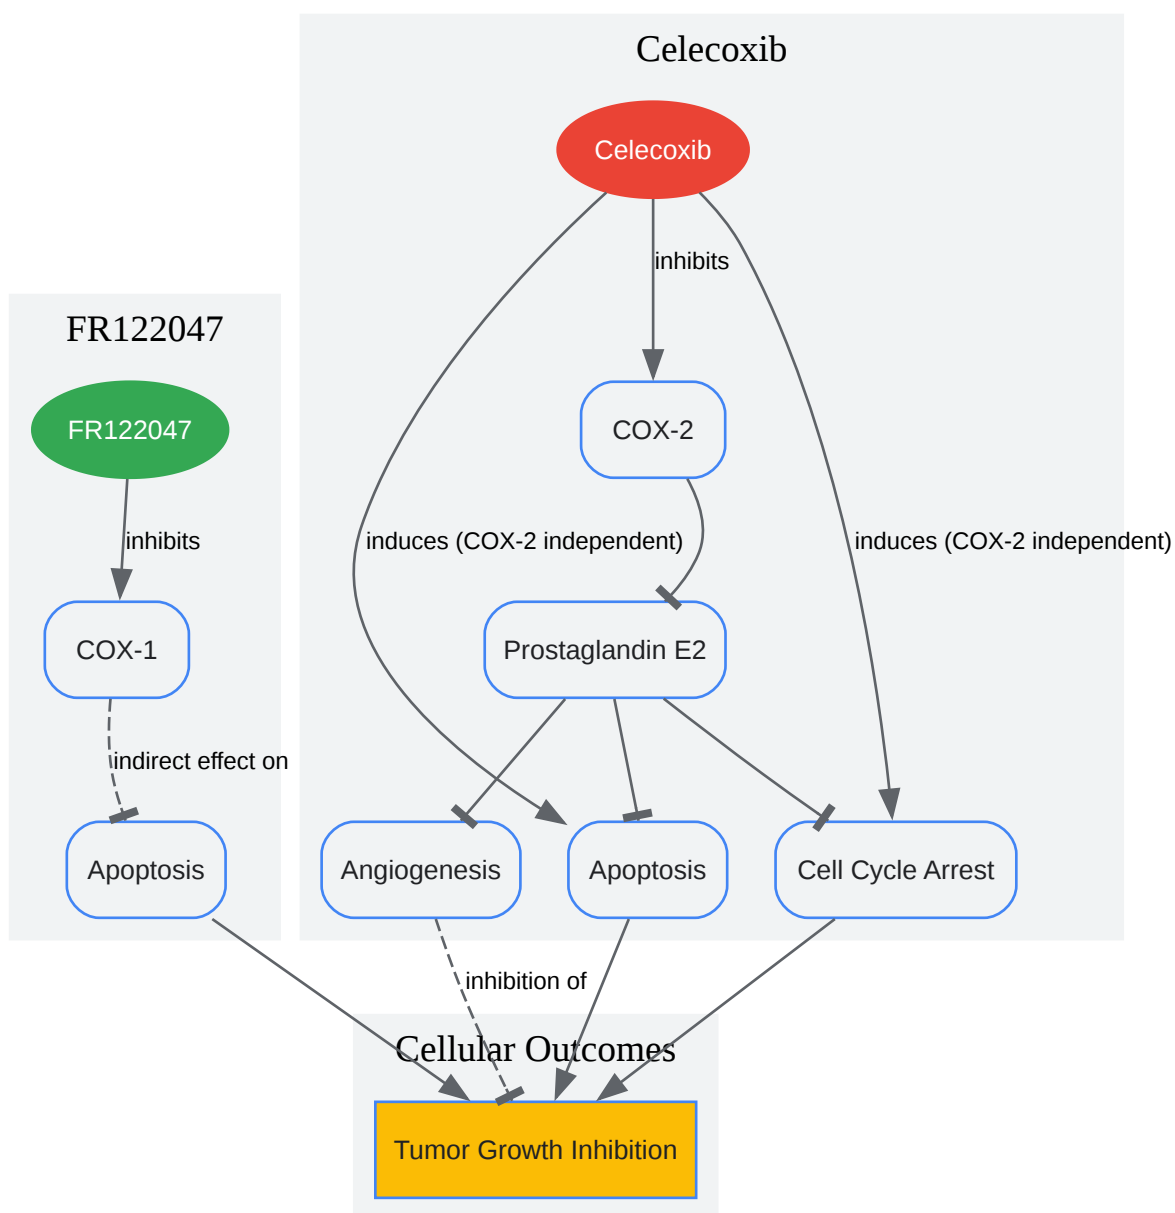 Celecoxib
Celecoxib
inhibits
FR122047
FR122047
COX-2
inhibits
induces (COX-2 independent)
induces (COX-2 independent)
COX-1
Prostaglandin E2
indirect effect on
Apoptosis
Angiogenesis
Apoptosis
Cell Cycle Arrest
inhibition of
Cellular Outcomes
Tumor Growth Inhibition